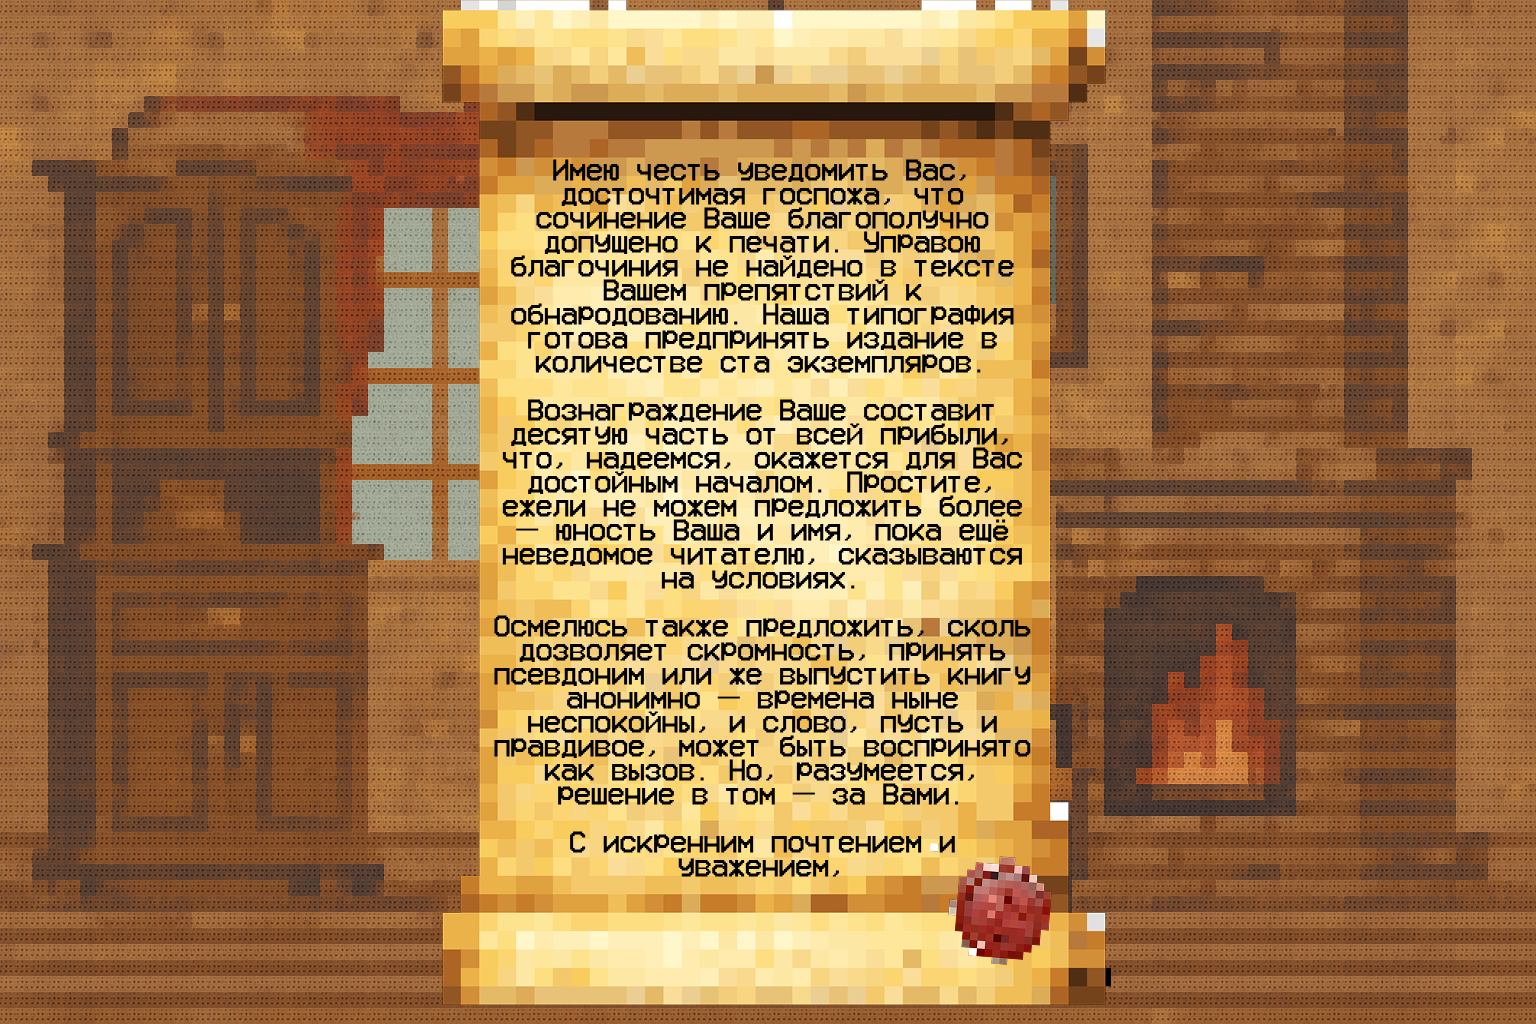 Имею честь уведомить Вас,
досточтимая госпожа, что
сочинение Ваше благополучно
допущено к печати. Управою
благочиния не найдено в тексте
Вашем препятствий к
обнародованию. Наша типография
готова предпринять издание в
количестве ста экземпляров.
Вознаграждение Ваше составит
десятую часть от всей прибыли,
что, надеемся, окажется для Вас
достойным началом. Простите,
ежели не можем предложить более
— юность Ваша и имя, пока ещё
неведомое читателю, сказываются
на условиях.
Осмелюсь также предложить, сколь
дозволяет скромность, принять
псевдоним или же выпустить книгу
анонимно — времена ныне
неспокойны, и слово, пусть и
правдивое, может быть воспринято
как вызов. Но, разумеется,
решение в том — за Вами.
С искренним почтением и
уважением,